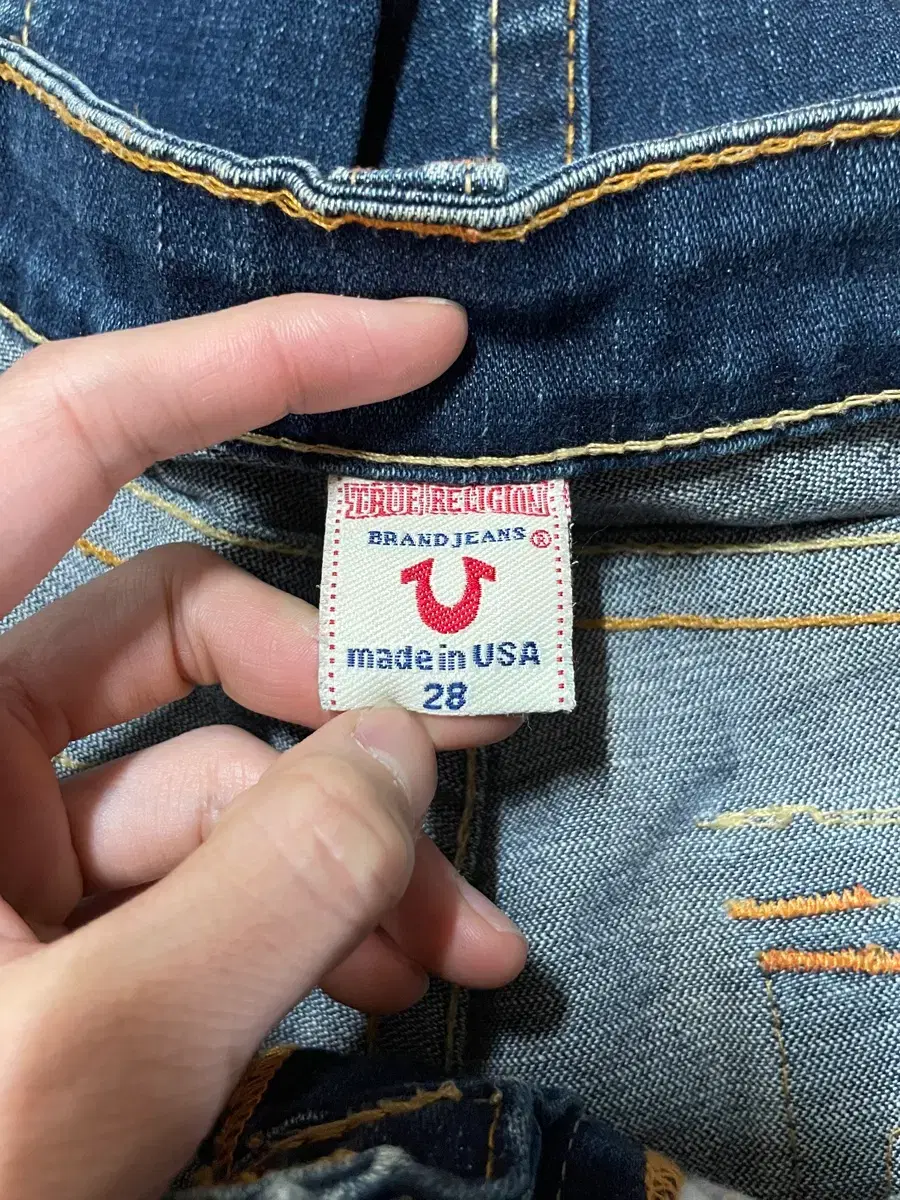 TRUE RELIGION
BRAND JEANS ®
made in USA
28